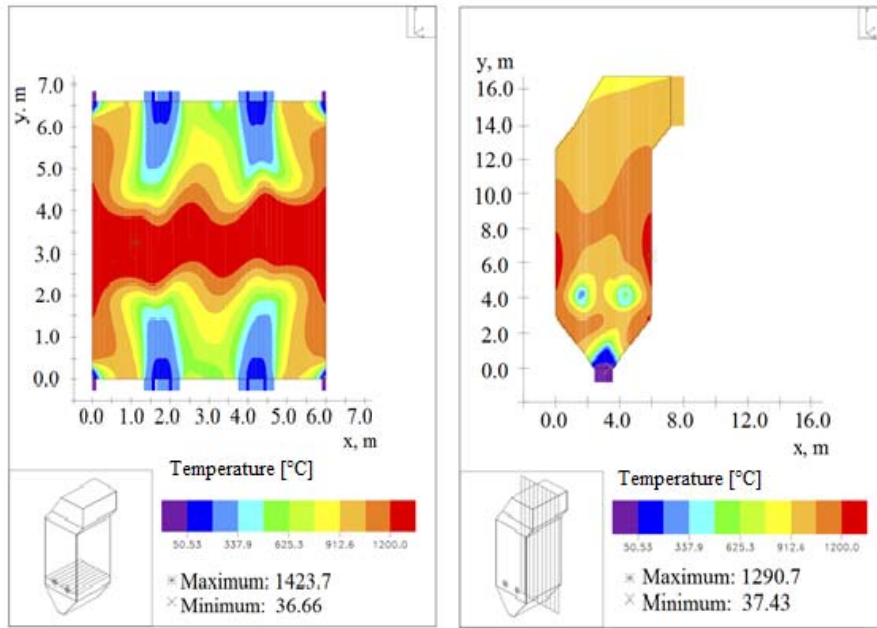 y. m
7.0
6.0
5.0
4.0
3.0
2.0
1.0
0.0
0.0 1.0 2.0 3.0 4.0 5.0 6.0 7.0
x, m
Temperature [°C]
50.53 337.9 625.3 912.6 1200.0
Maximum: 1423.7
Minimum: 36.66
y, m
16.0
14.0
12.0
10.0
8.0
6.0
4.0
2.0
0.0
0.0 4.0 8.0 12.0 16.0
x, m
Temperature [°C]
50.53 337.9 625.3 912.6 1200.0
Maximum: 1290.7
Minimum: 37.43